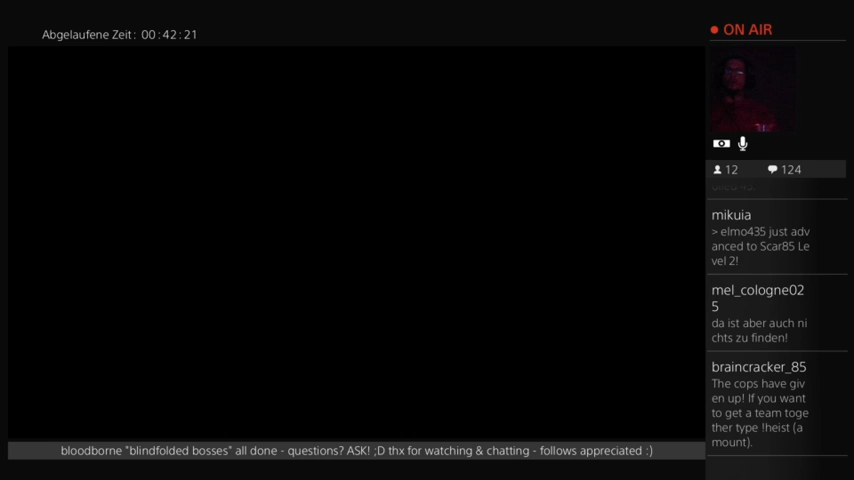 Abgelaufene Zeit: 00:42:21
ON AIR
12 124
mikuia
> elmo435 just adv
anced to Scar85 Le
vel 2!
mel_cologne02
5
da ist aber auch ni
chts zu finden!
braincracker_85
The cops have giv
en up! If you want
to get a team toge
ther type !heist (a
mount).
bloodborne "blindfolded bosses" all done - questions? ASK! ;D thx for watching & chatting - follows appreciated :)